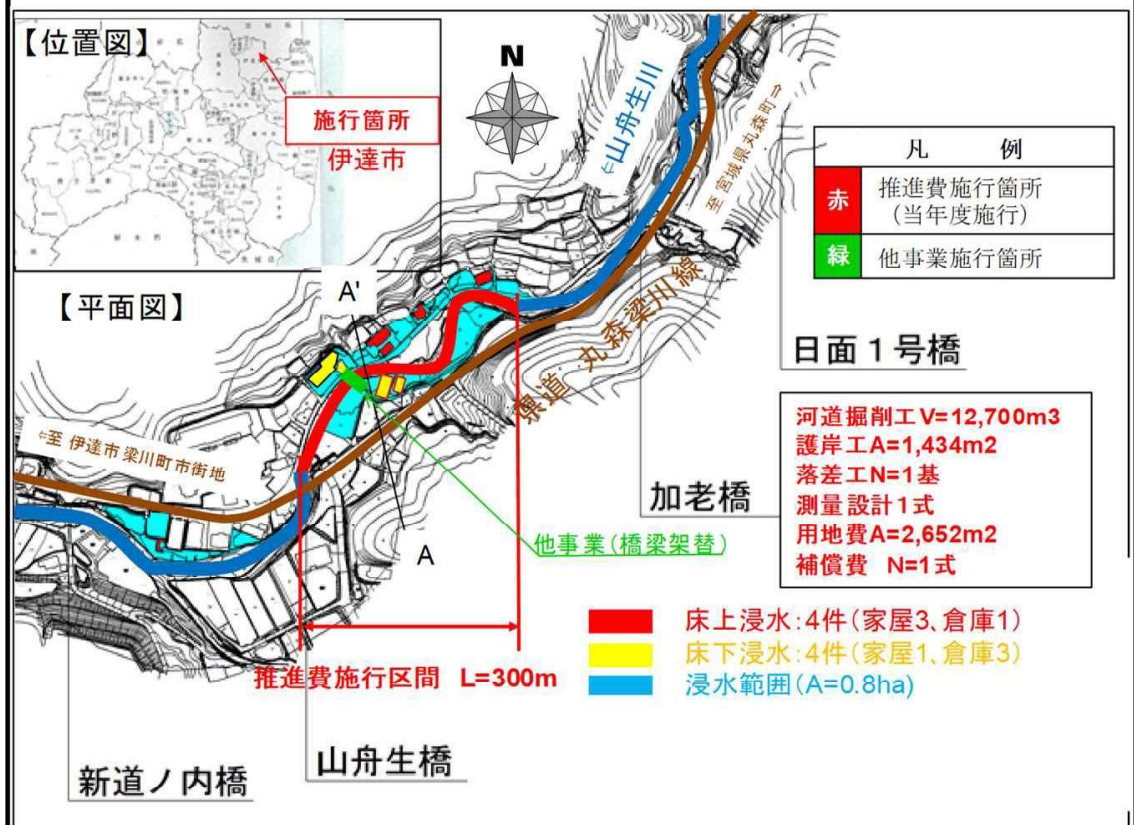 【位置図】
施行箇所
伊達市
N
⇐山舟生川
至 宮城県丸森町⇒
凡 例
赤 推進費施行箇所
(当年度施行)
緑 他事業施行箇所
【平面図】
A'
県道 丸森梁川線
日面1号橋
⇐至 伊達市梁川町市街地
加老橋
河道掘削工V=12,700m3
護岸工A=1,434m2
落差工N=1基
測量設計1式
用地費A=2,652m2
補償費 N=1式
A
他事業(橋梁架替)
床上浸水:4件(家屋3、倉庫1)
床下浸水:4件(家屋1、倉庫3)
浸水範囲(A=0.8ha)
推進費施行区間 L=300m
山舟生橋
新道ノ内橋